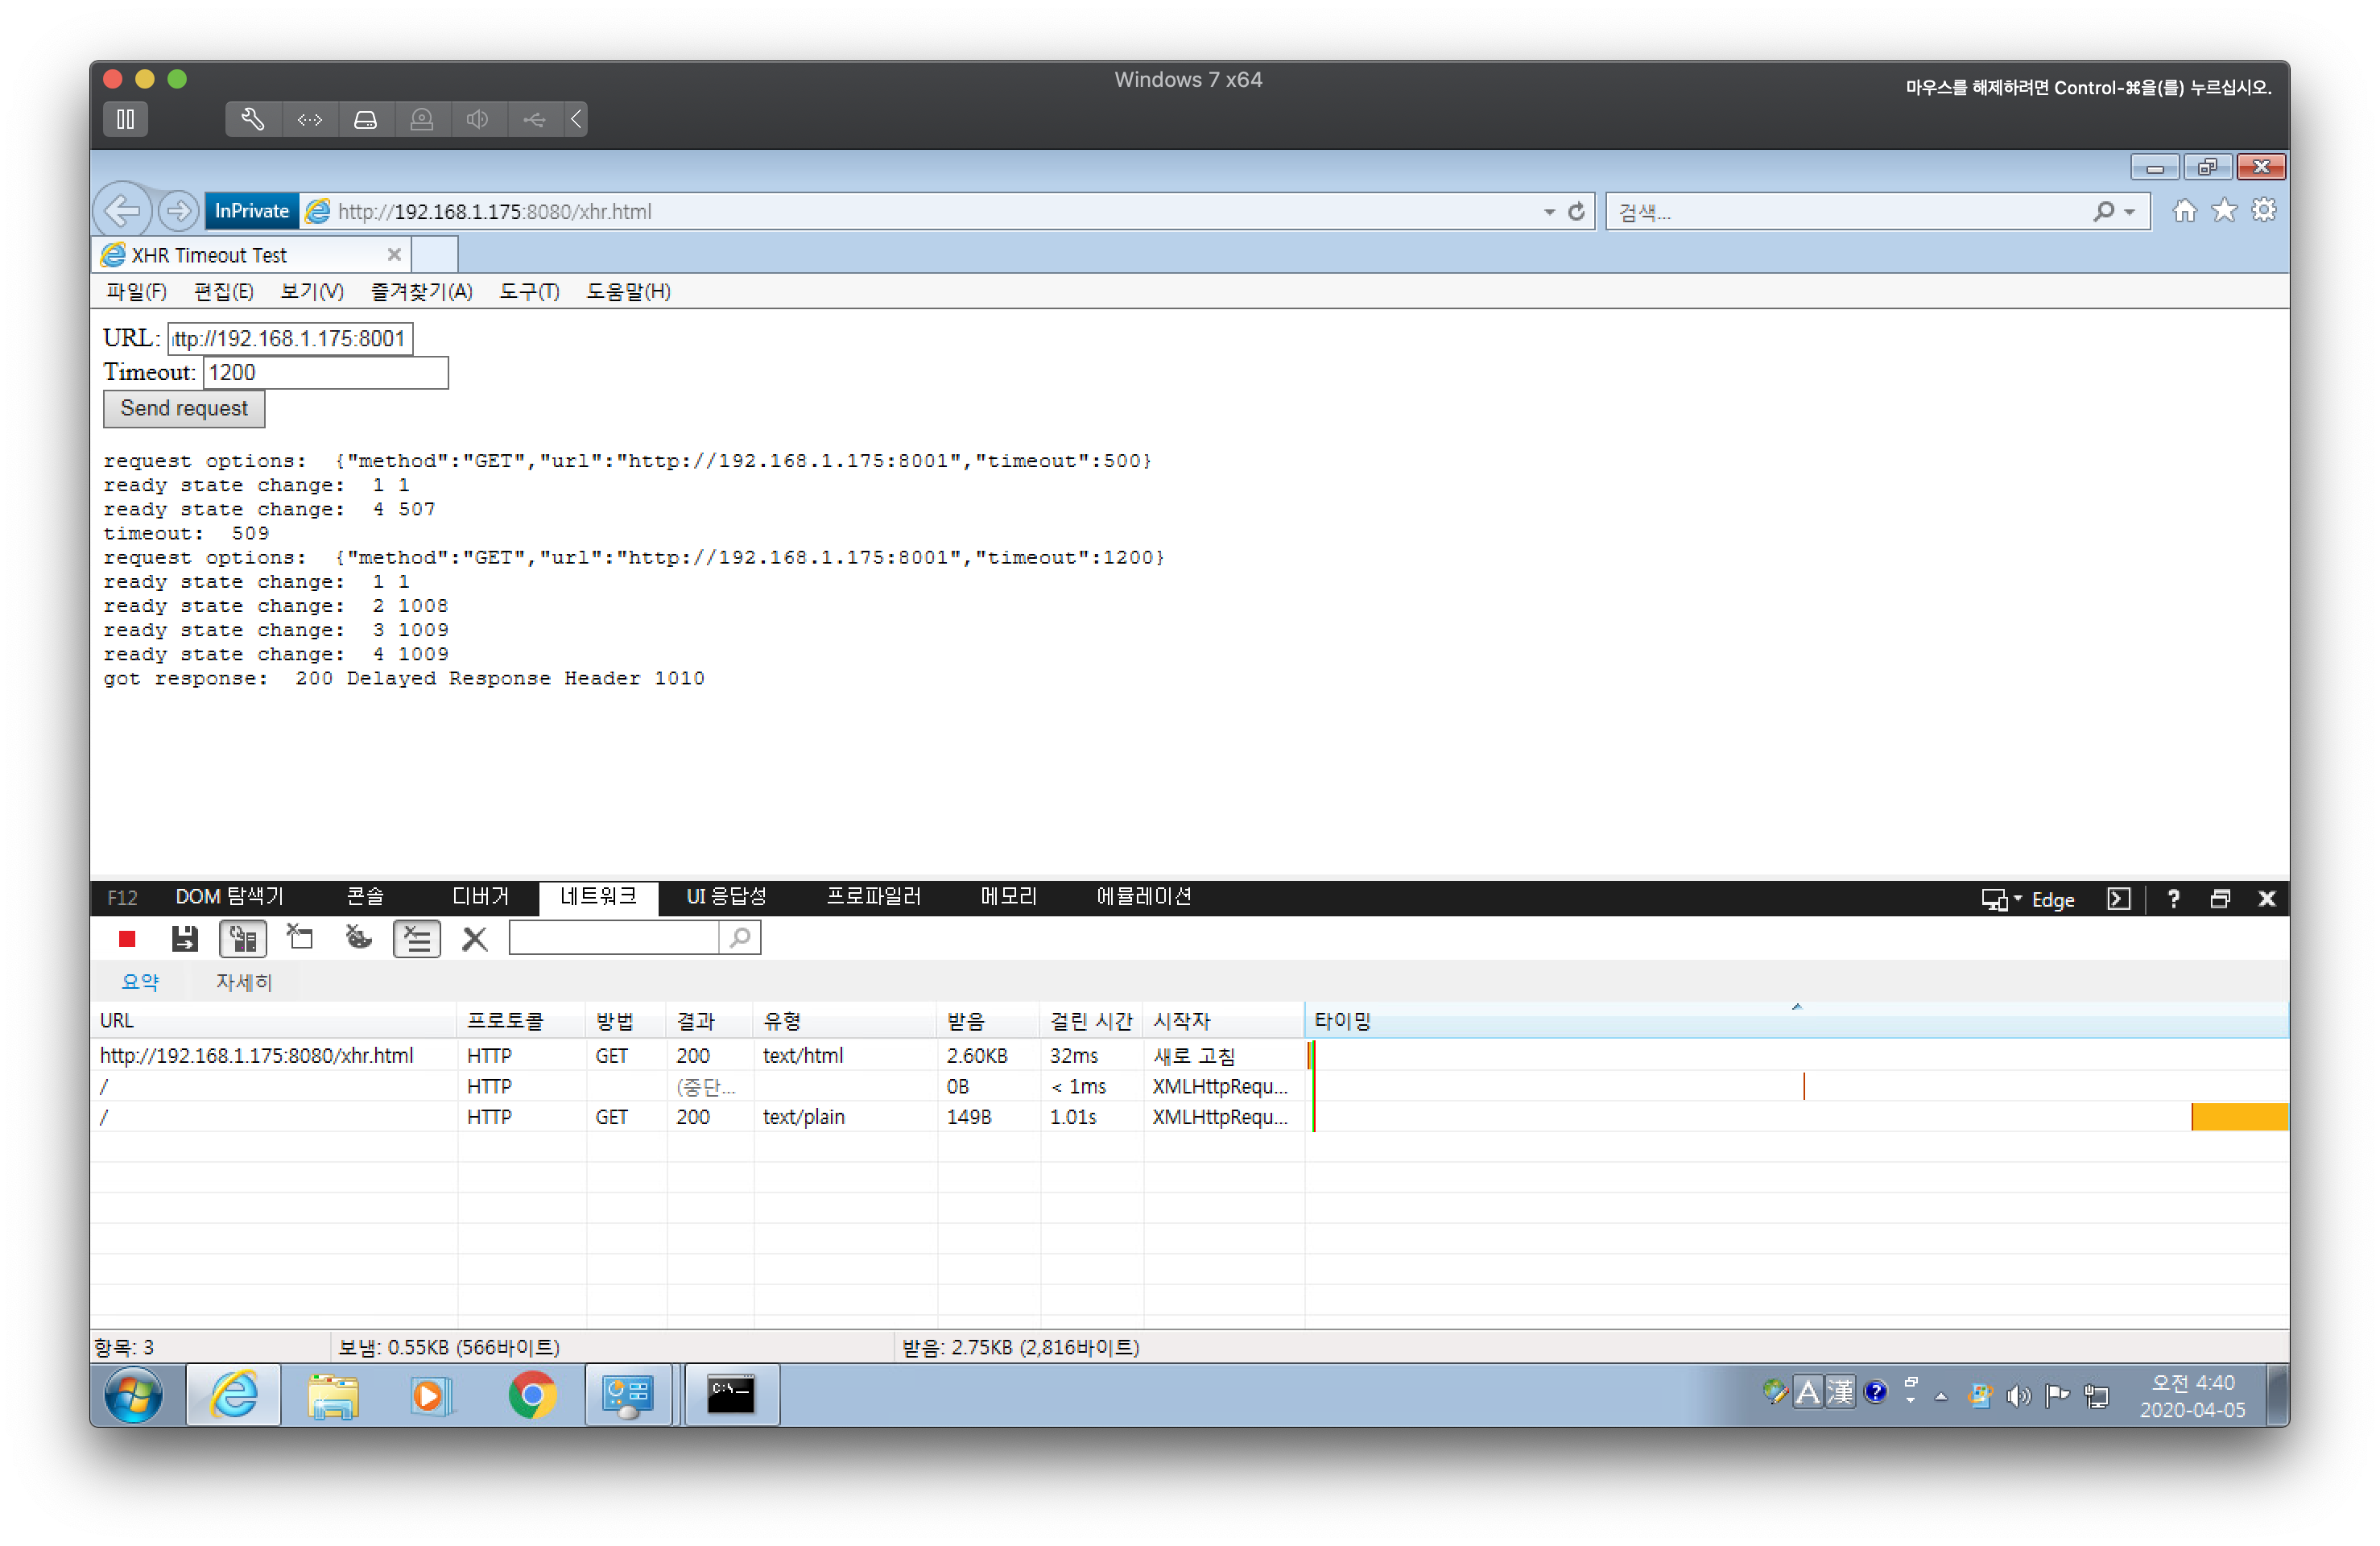 Windows 7 x64
마우스를 해제하려면 Control-⌘을(를) 누르십시오.
InPrivate
http://192.168.1.175:8080/xhr.html
검색...
XHR Timeout Test
파일(F) 편집(E) 보기(V) 즐겨찾기(A) 도구(T) 도움말(H)
URL: ttp://192.168.1.175:8001
Timeout: 1200
Send request
request options:  {"method":"GET","url":"http://192.168.1.175:8001","timeout":500}
ready state change:  1 1
ready state change:  4 507
timeout:  509
request options:  {"method":"GET","url":"http://192.168.1.175:8001","timeout":1200}
ready state change:  1 1
ready state change:  2 1008
ready state change:  3 1009
ready state change:  4 1009
got response:  200 Delayed Response Header 1010
F12 DOM 탐색기 콘솔 디버거 네트워크 UI 응답성 프로파일러 메모리 에뮬레이션 Edge ?
요약 자세히
URL 프로토콜 방법 결과 유형 받음 걸린 시간 시작자 타이밍
http://192.168.1.175:8080/xhr.html HTTP GET 200 text/html 2.60KB 32ms 새로 고침
/ HTTP (중단... 0B < 1ms XMLHttpRequ...
/ HTTP GET 200 text/plain 149B 1.01s XMLHttpRequ...
항목: 3 보냄: 0.55KB (566바이트) 받음: 2.75KB (2,816바이트)
C:\_
A 漢 ?
오전 4:40
2020-04-05